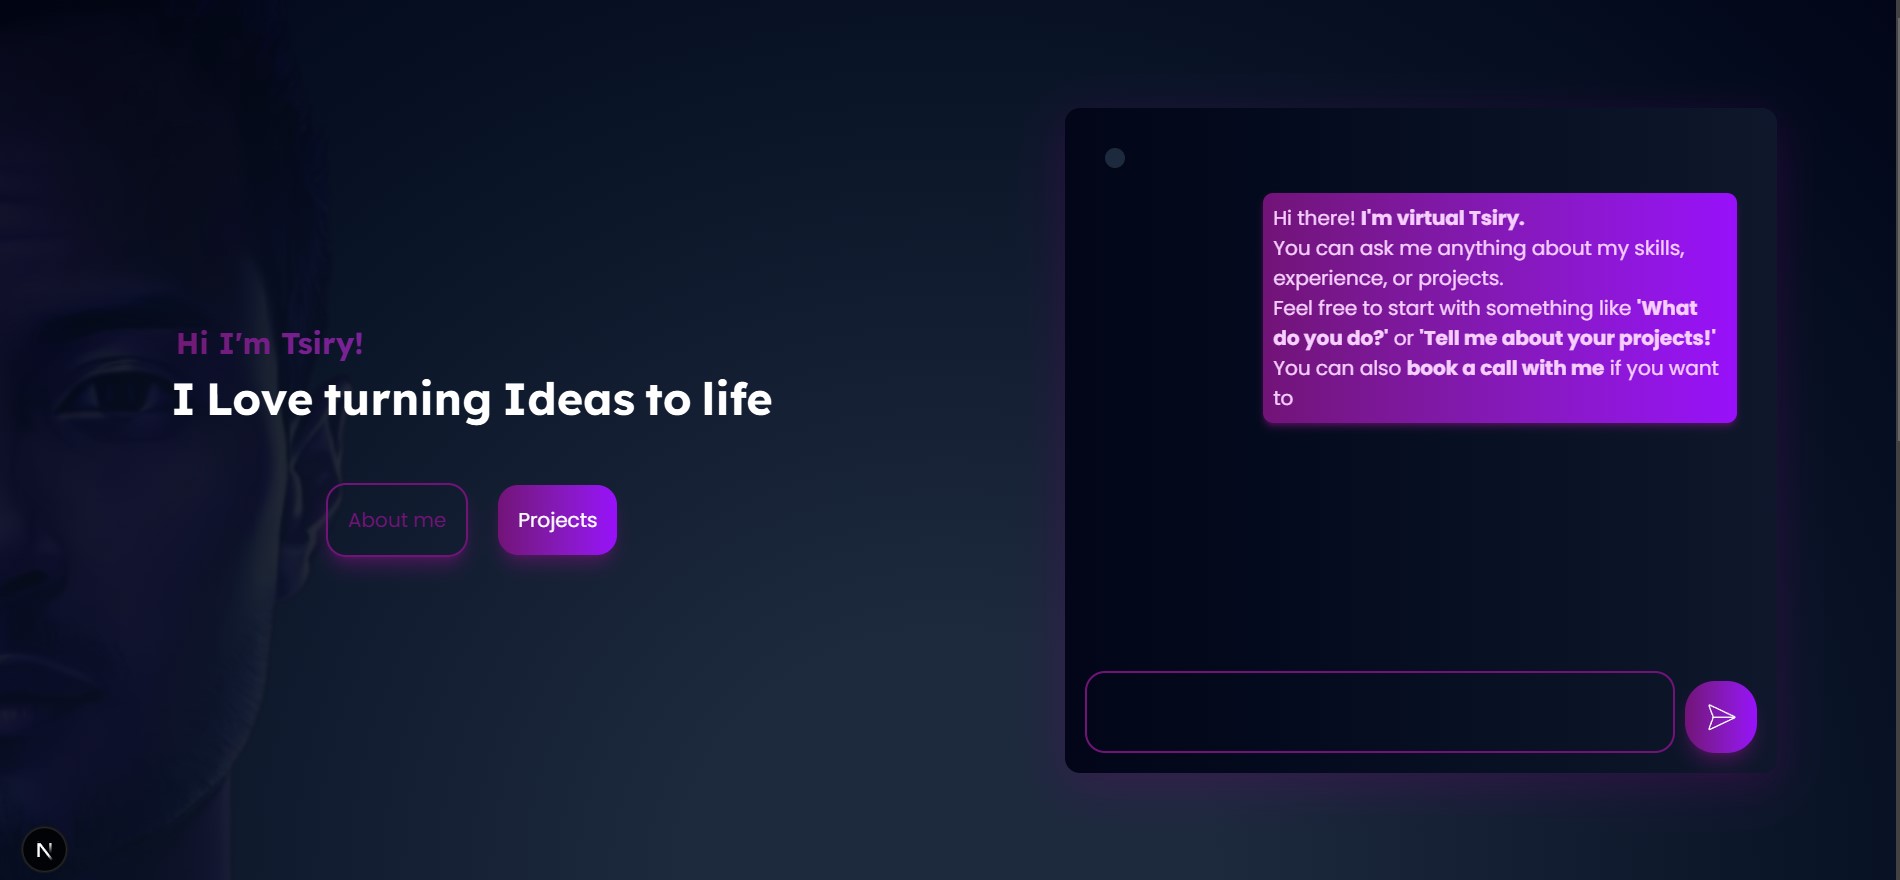 Hi I'm Tsiry!
I Love turning Ideas to life
About me
Projects
Hi there! I'm virtual Tsiry.
You can ask me anything about my skills,
experience, or projects.
Feel free to start with something like 'What
do you do?' or 'Tell me about your projects!'
You can also book a call with me if you want
to
N